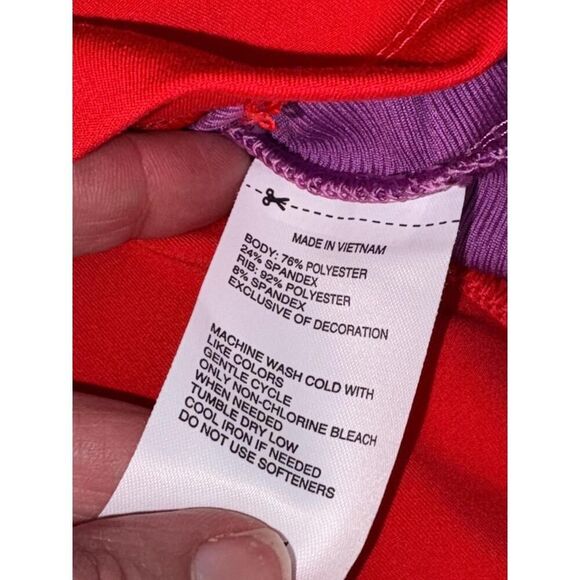 MADE IN VIETNAM
BODY: 76% POLYESTER
24% SPANDEX
RIB: 92% POLYESTER
8% SPANDEX
EXCLUSIVE OF DECORATION
MACHINE WASH COLD WITH
LIKE COLORS
GENTLE CYCLE
ONLY NON-CHLORINE BLEACH
WHEN NEEDED
TUMBLE DRY LOW
COOL IRON IF NEEDED
DO NOT USE SOFTENERS